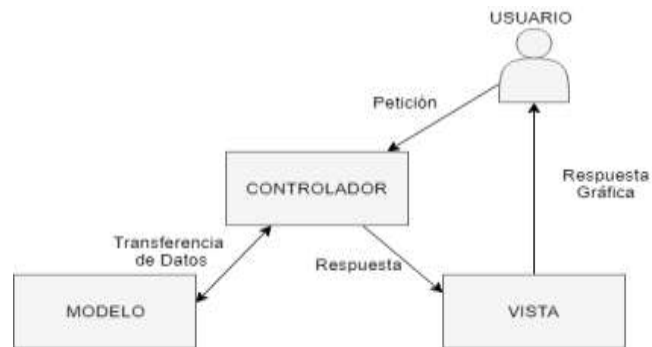 USUARIO
Petición
CONTROLADOR
Respuesta
Gráfica
Transferencia
de Datos
Respuesta
MODELO
VISTA